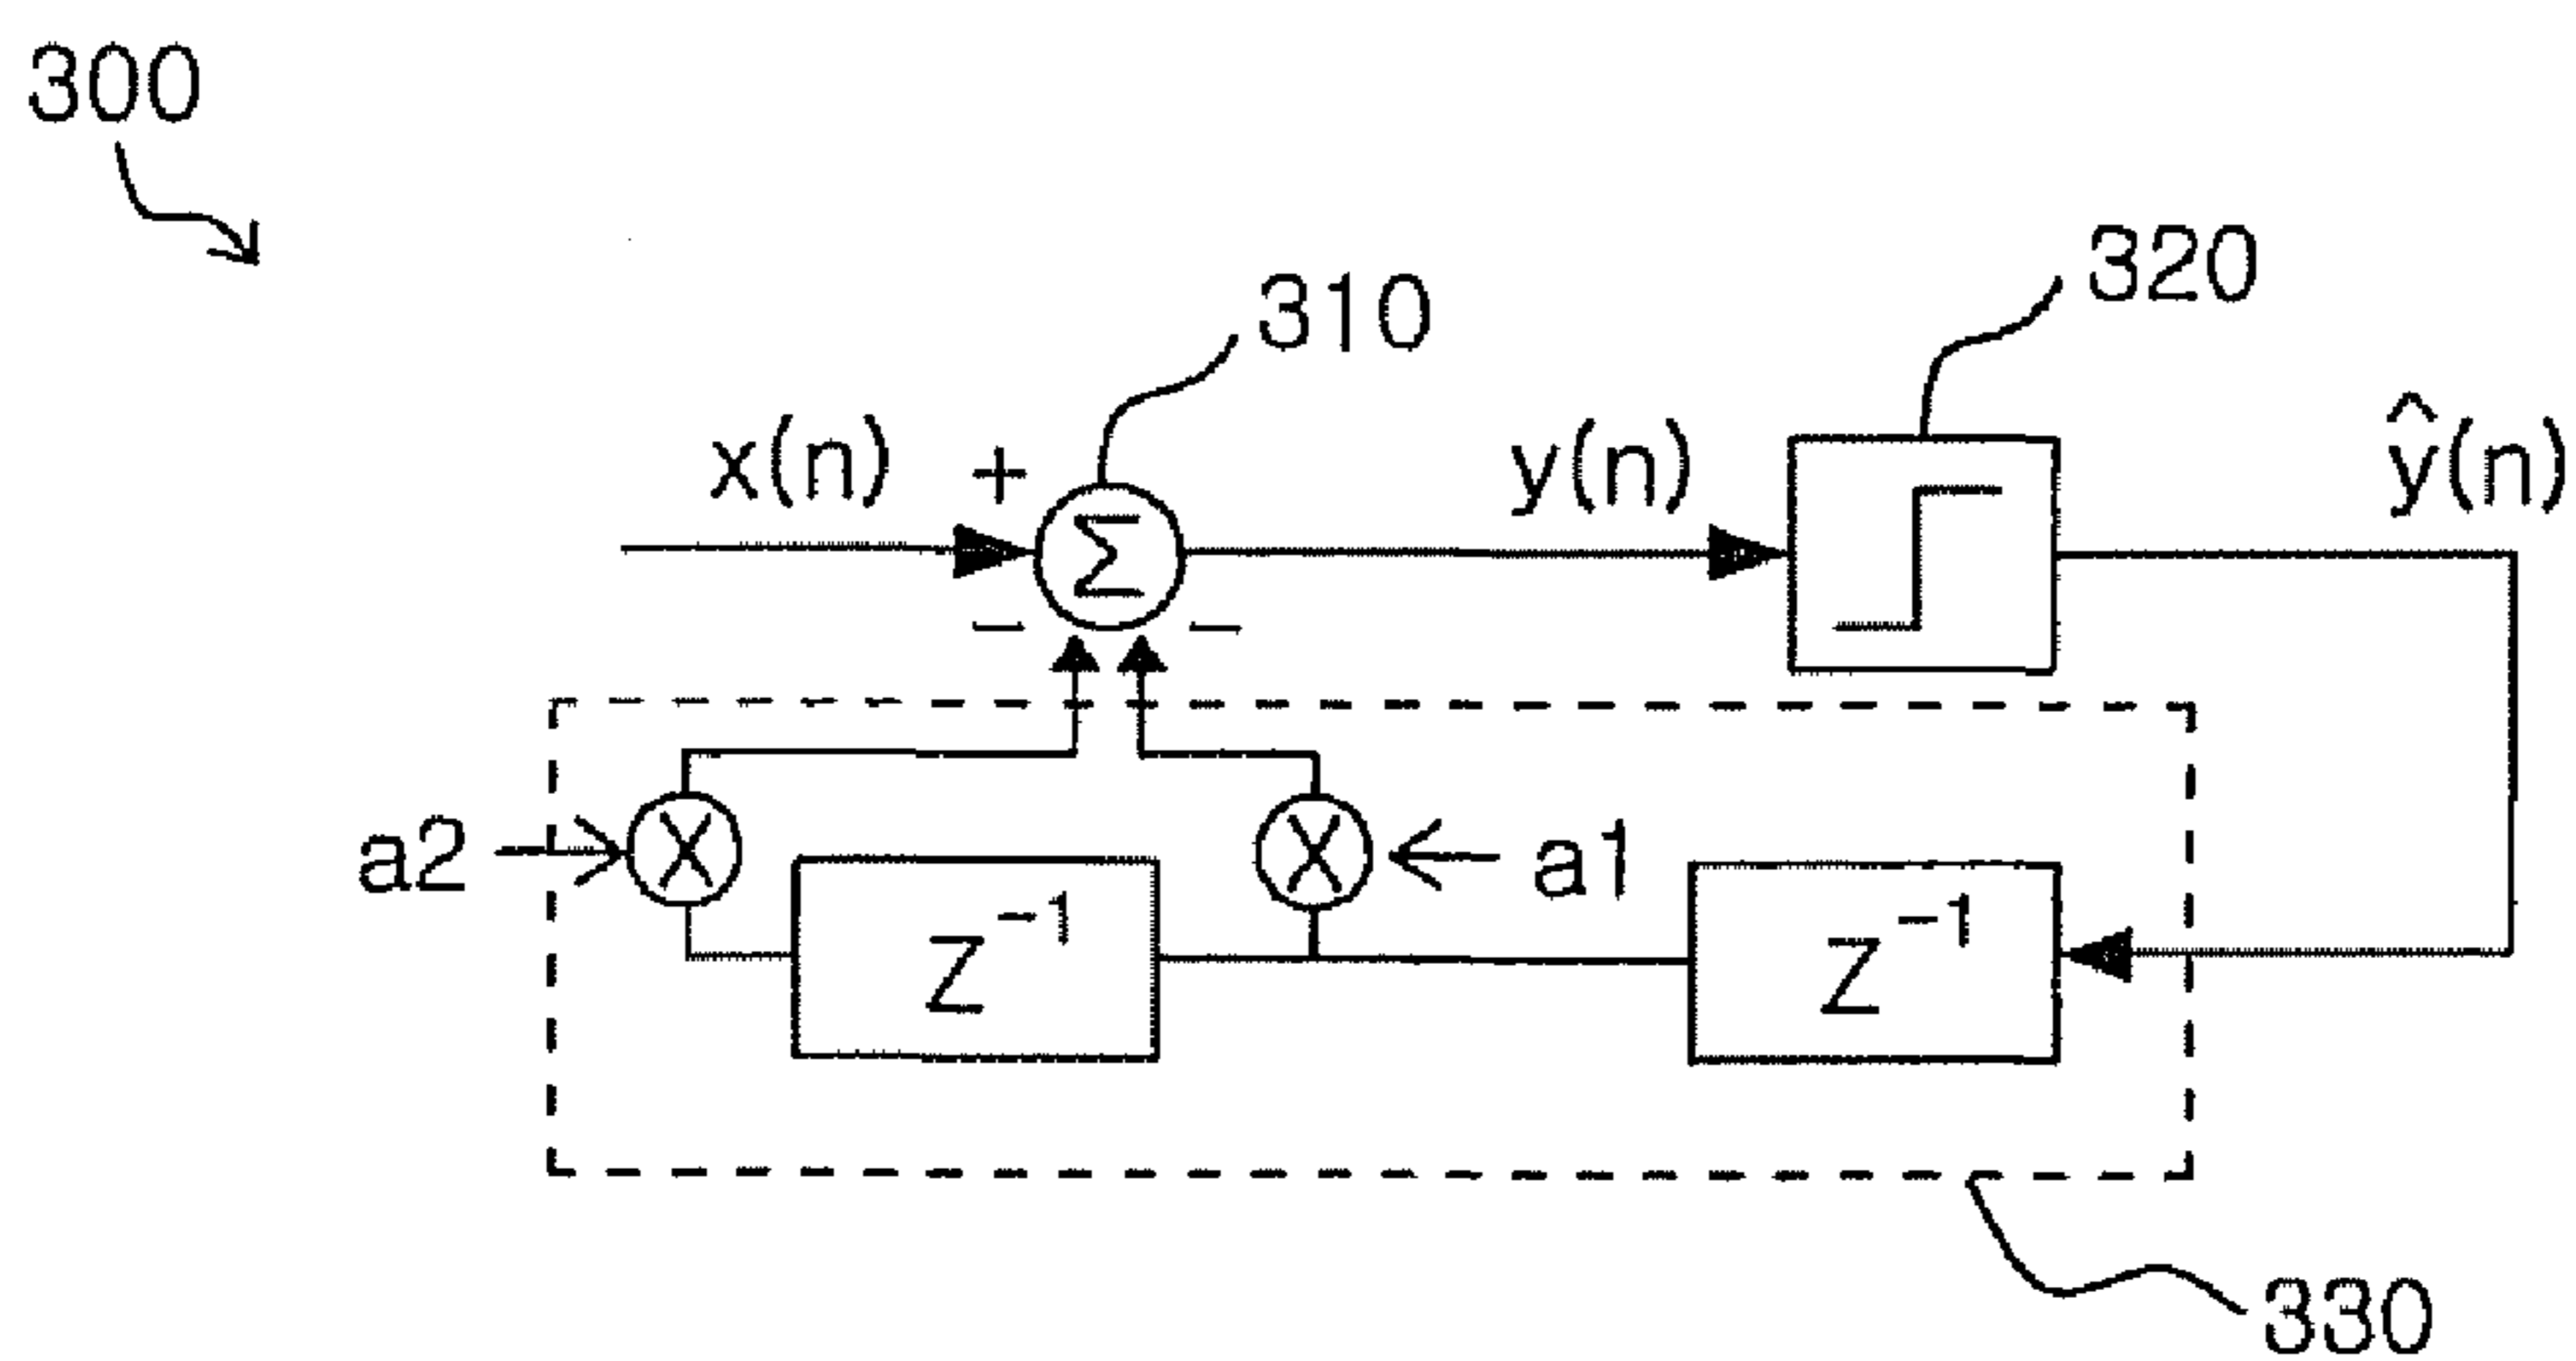 300
310
320
x(n)
+
Σ
y(n)
ŷ(n)
−
−
a2
X
X
a1
Z⁻¹
Z⁻¹
330